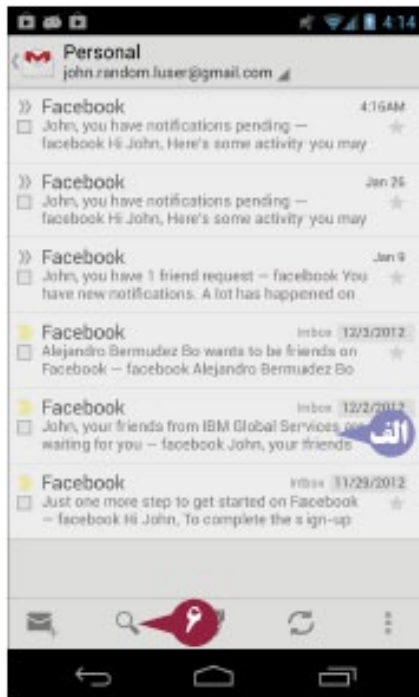 4:14
Personal
john.random.luser@gmail.com
Facebook 4:16AM
John, you have notifications pending —
facebook Hi John, Here's some activity you may
Facebook Jan 26
John, you have notifications pending —
facebook Hi John, Here's some activity you may
Facebook Jan 9
John, you have 1 friend request — facebook You
have new notifications. A lot has happened on
Facebook Inbox 12/3/2012
Alejandro Bermudez Bo wants to be friends on
Facebook — facebook Alejandro Bermudez Bo
Facebook Inbox 12/2/2012
John, your friends from IBM Global Services are
waiting for you — facebook John, your friends
الف
Facebook Inbox 11/29/2012
Just one more step to get started on Facebook
— facebook Hi John, To complete the sign-up
۶